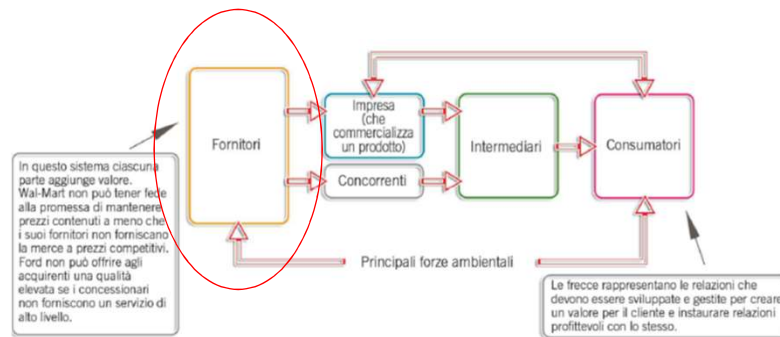 Fornitori
Impresa
(che
commercializza
un prodotto)
Concorrenti
Intermediari
Consumatori
In questo sistema ciascuna
parte aggiunge valore.
Wal-Mart non può tener fede
alla promessa di mantenere
prezzi contenuti a meno che
i suoi fornitori non forniscano
la merce a prezzi competitivi.
Ford non può offrire agli
acquirenti una qualità
elevata se i concessionari
non forniscono un servizio di
alto livello.
Principali forze ambientali
Le frecce rappresentano le relazioni che
devono essere sviluppate e gestite per creare
un valore per il cliente e instaurare relazioni
profittevoli con lo stesso.